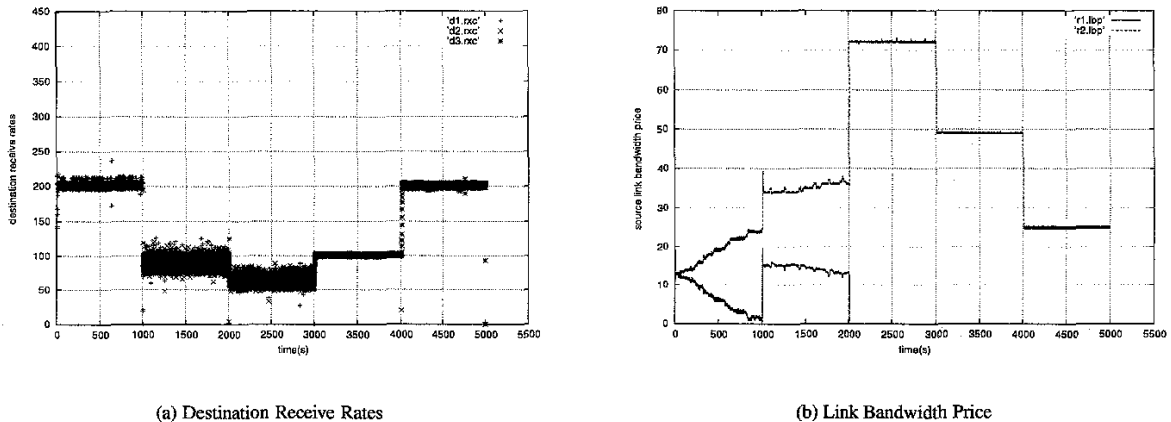 450
400
350
300
250
200
150
100
50
0
destination receive rates
'd1.rxc' +
'd2.rxc' ×
'd3.rxc' *
0 500 1000 1500 2000 2500 3000 3500 4000 4500 5000 5500
time(s)
(a) Destination Receive Rates
80
70
60
50
40
30
20
10
0
source link bandwidth price
'r1.lbp'
'r2.lbp'
0 500 1000 1500 2000 2500 3000 3500 4000 4500 5000 5500
time(s)
(b) Link Bandwidth Price